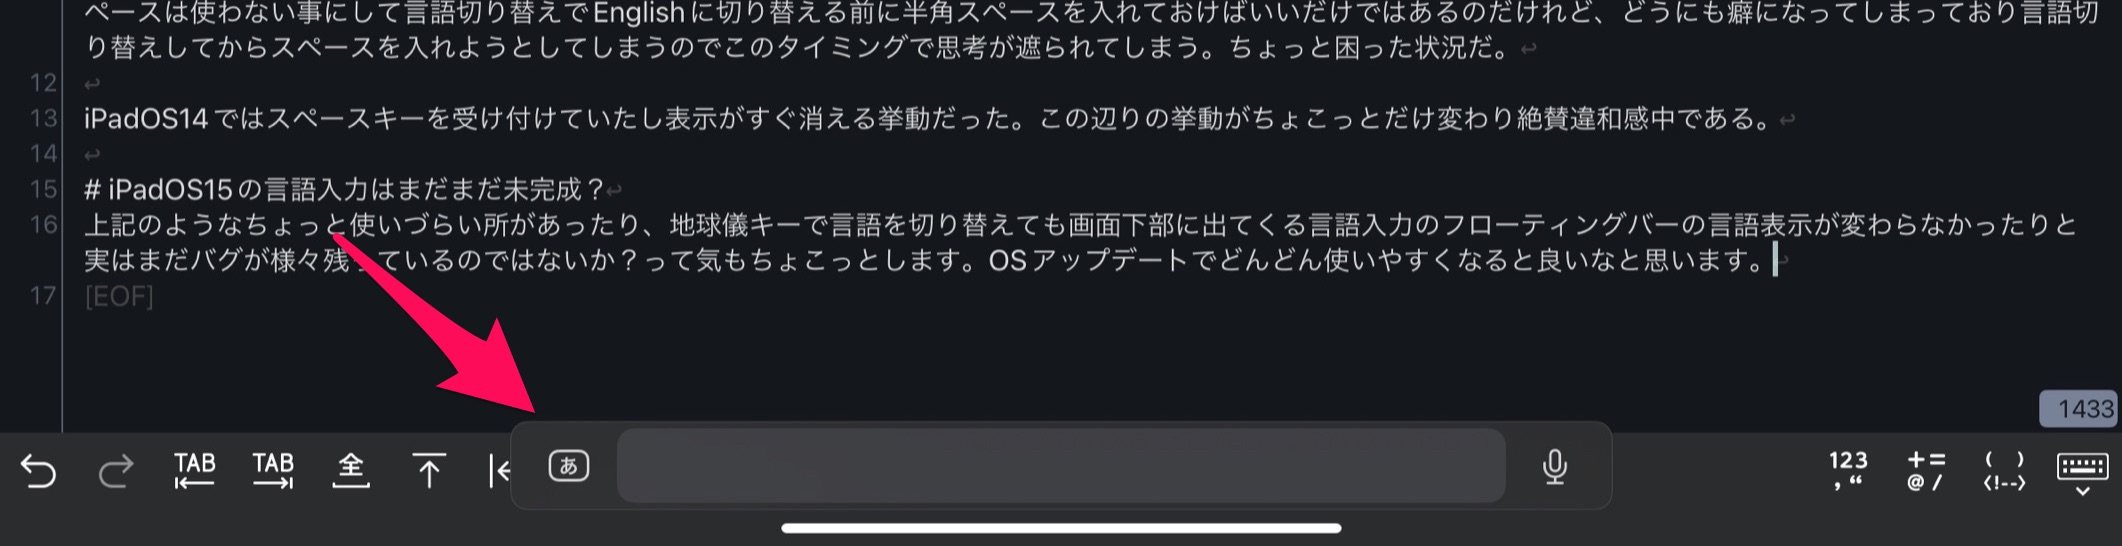 ペースは使わない事にして言語切り替えでEnglishに切り替える前に半角スペースを入れておけばいいだけではあるのだけれど、どうにも癖になってしまっており言語切
り替えしてからスペースを入れようとしてしまうのでこのタイミングで思考が遮られてしまう。ちょっと困った状況だ。↩
12 ↩
13 iPadOS14ではスペースキーを受け付けていたし表示がすぐ消える挙動だった。この辺りの挙動がちょこっとだけ変わり絶賛違和感中である。↩
14 ↩
15 # iPadOS15の言語入力はまだまだ未完成？↩
16 上記のようなちょっと使いづらい所があったり、地球儀キーで言語を切り替えても画面下部に出てくる言語入力のフローティングバーの言語表示が変わらなかったりと
実はまだバグが様々残っているのではないか？って気もちょこっとします。OSアップデートでどんどん使いやすくなると良いなと思います。↩
17 [EOF]
1433
TAB TAB 全 あ 123 ,“ += @/ ( ) <!-->